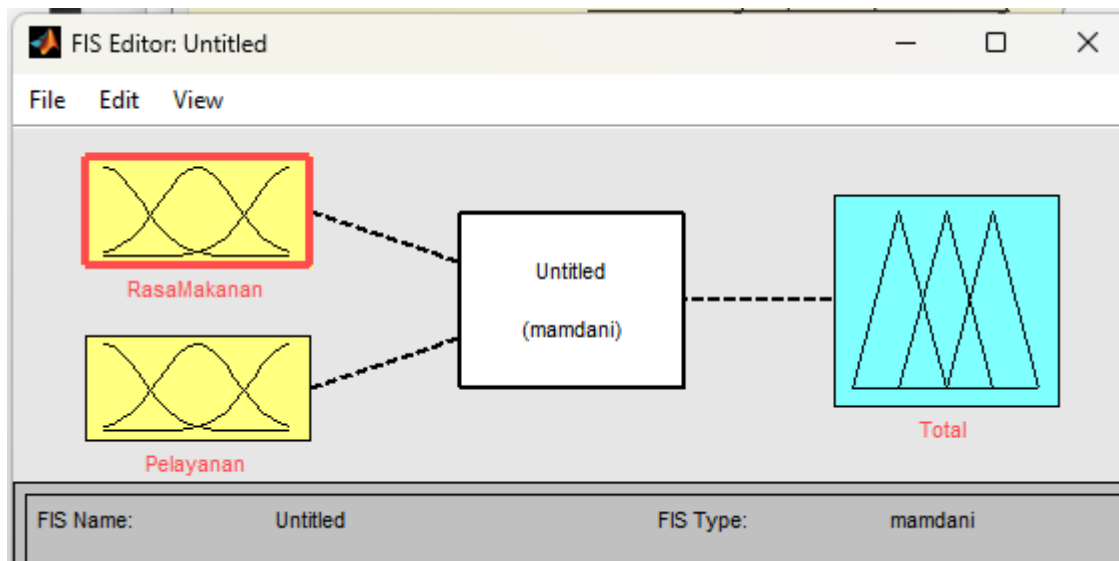 FIS Editor: Untitled
File Edit View
RasaMakanan
Pelayanan
Untitled
(mamdani)
Total
FIS Name: Untitled FIS Type: mamdani